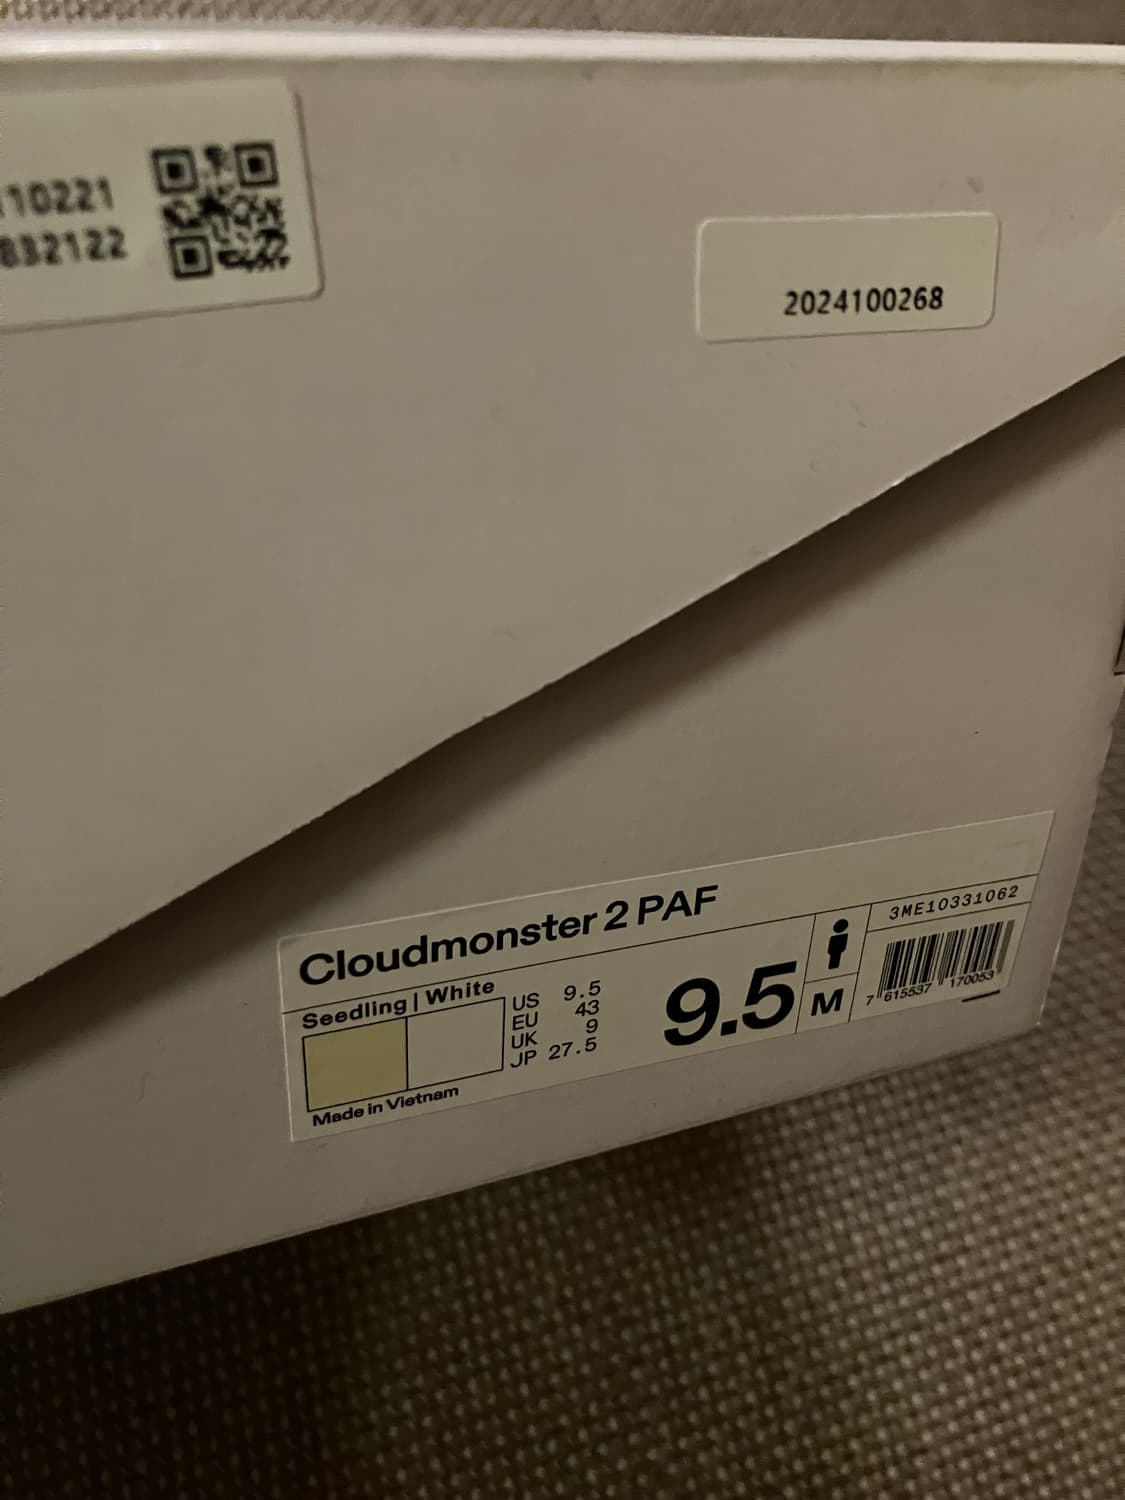 10221
832122
2024100268
Cloudmonster 2 PAF
Seedling | White
US 9.5
EU 43
UK 9
JP 27.5
Made in Vietnam
9.5
M
3ME10331062
7 615537 170053